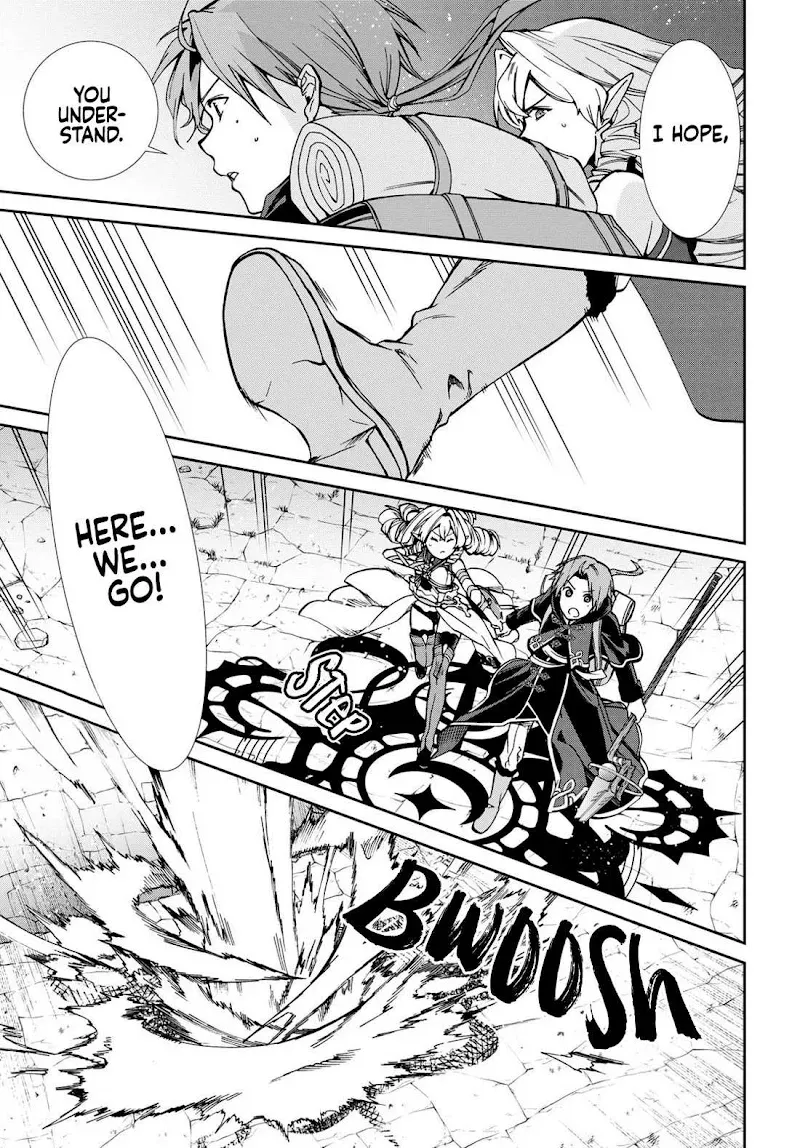 I HOPE,
YOU
UNDER-
STAND.
HERE...
WE...
GO!
STEP
BWOOSH